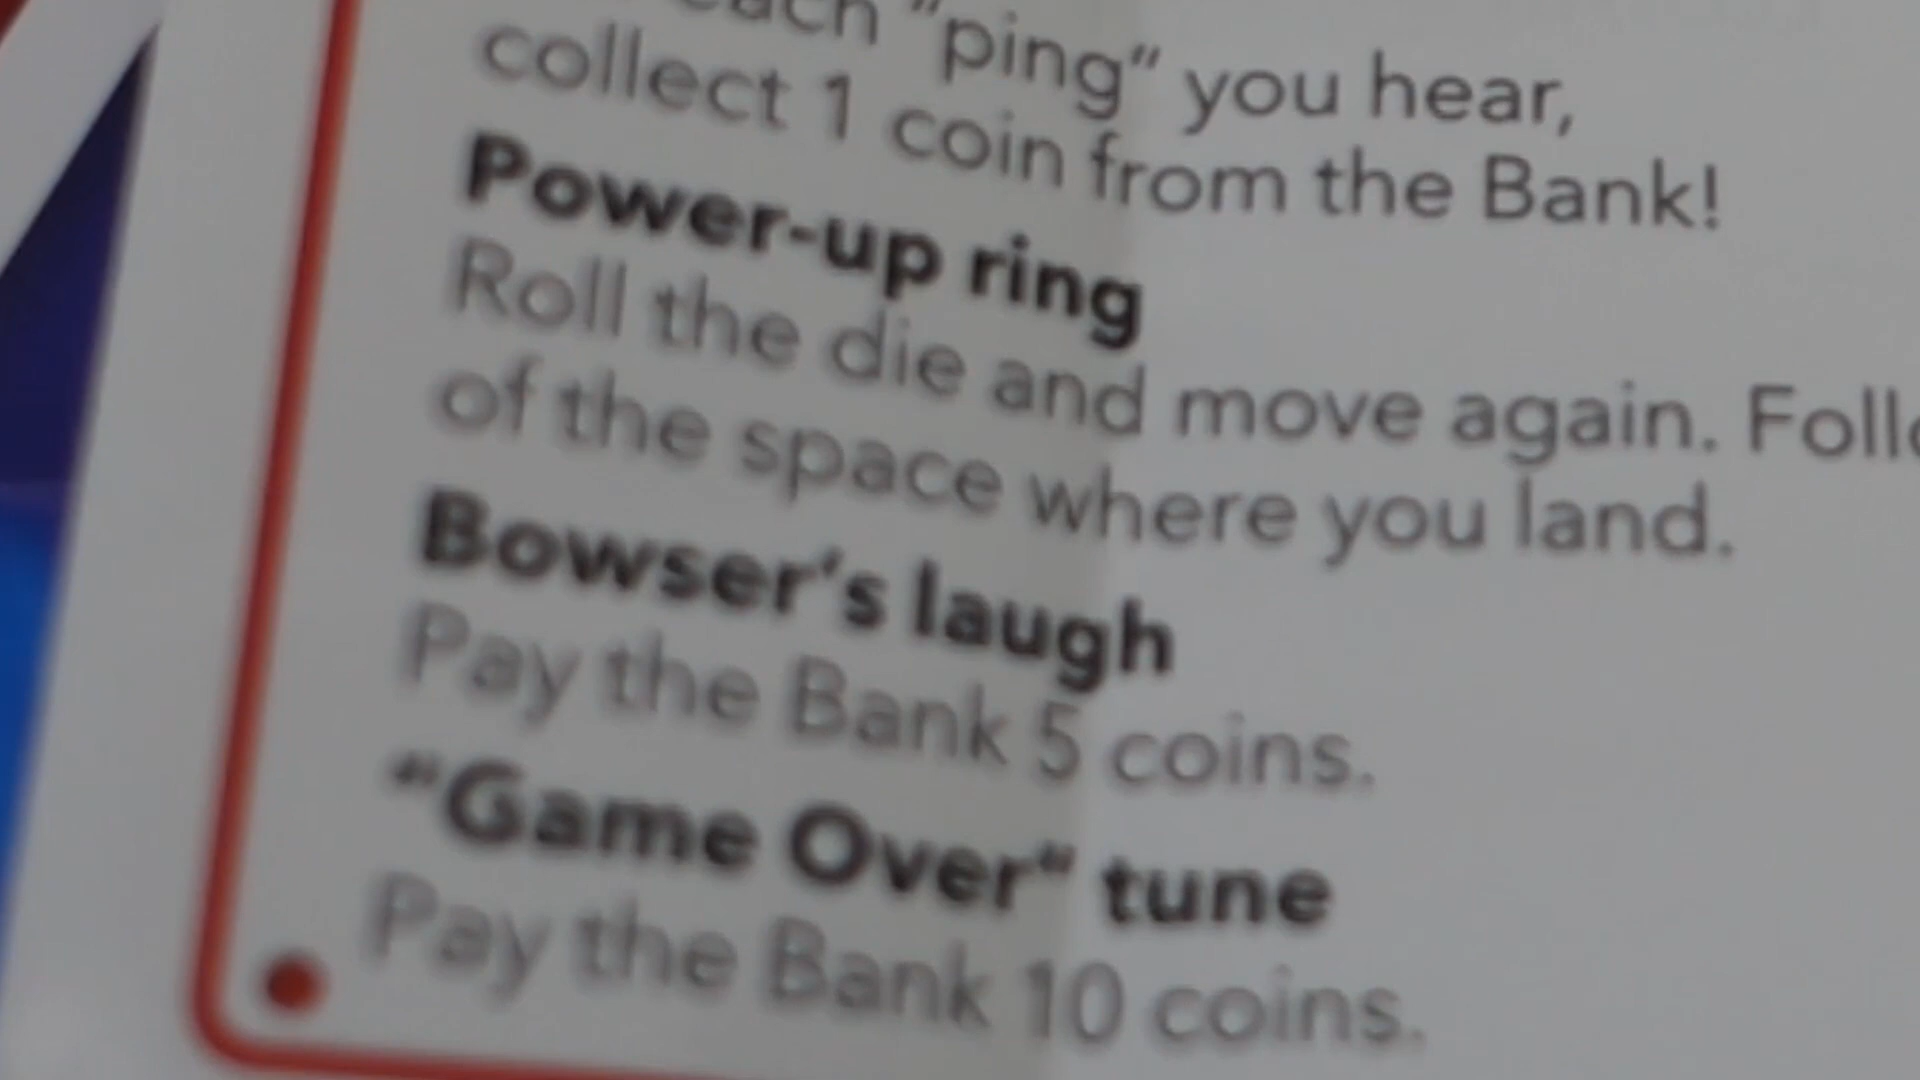 each "ping" you hear,
collect 1 coin from the Bank!
Power-up ring
Roll the die and move again.
of the space where you land.
Bowser's laugh
Pay the Bank 5 coins.
"Game Over" tune
Pay the Bank 10 coins.